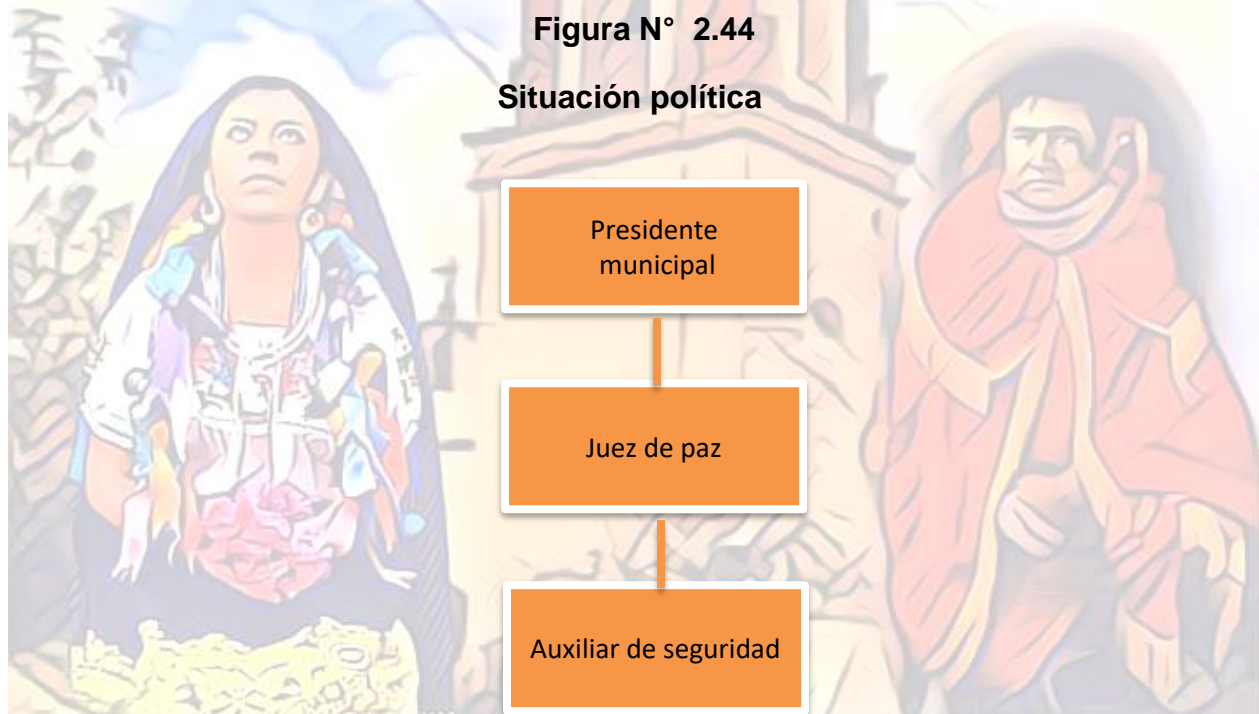 Figura N° 2.44
Situación política
Presidente
municipal
Juez de paz
Auxiliar de seguridad